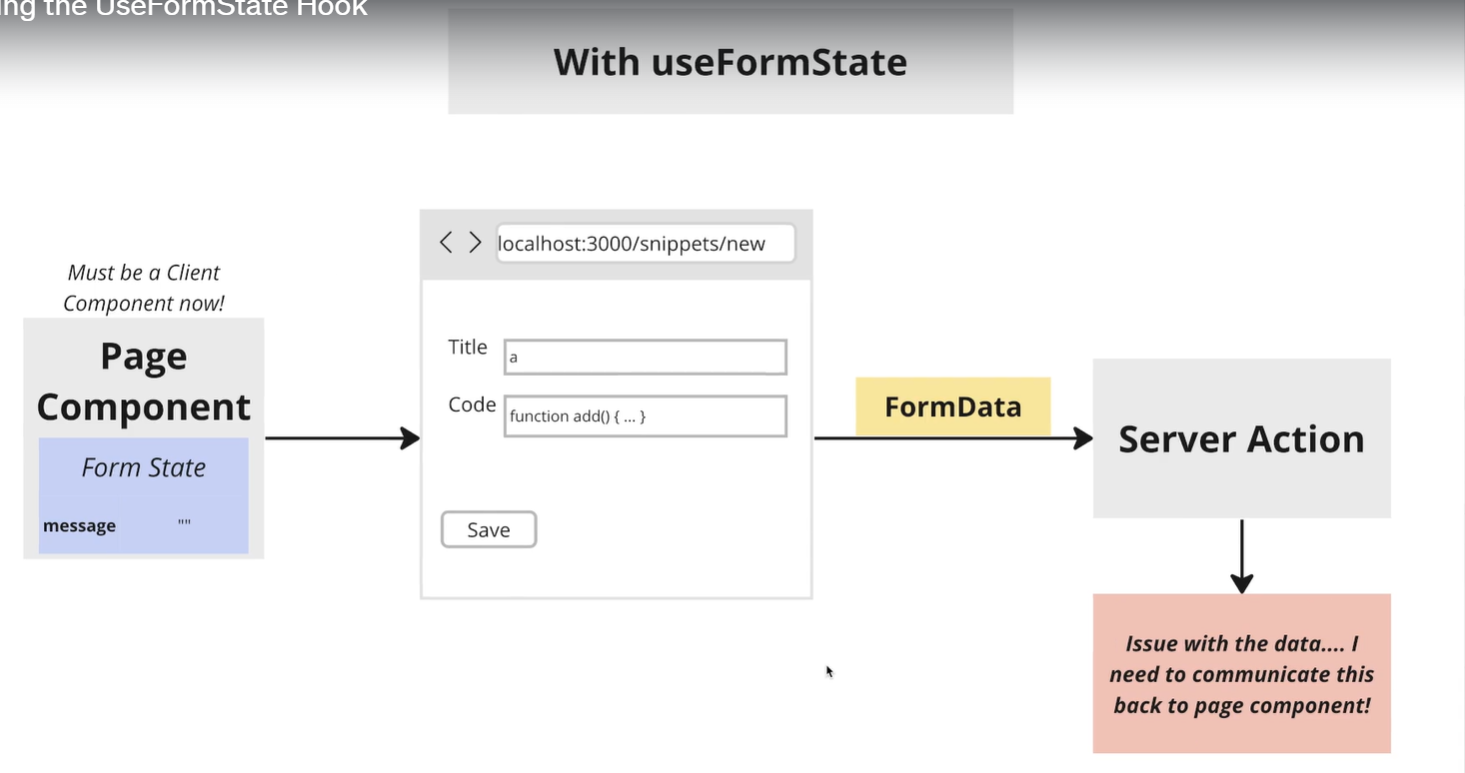 ing the UseFormState Hook
With useFormState
localhost:3000/snippets/new
Must be a Client
Component now!
Page
Component
Form State
message ""
Title a
Code function add() { ... }
Save
FormData
Server Action
Issue with the data.... I
need to communicate this
back to page component!